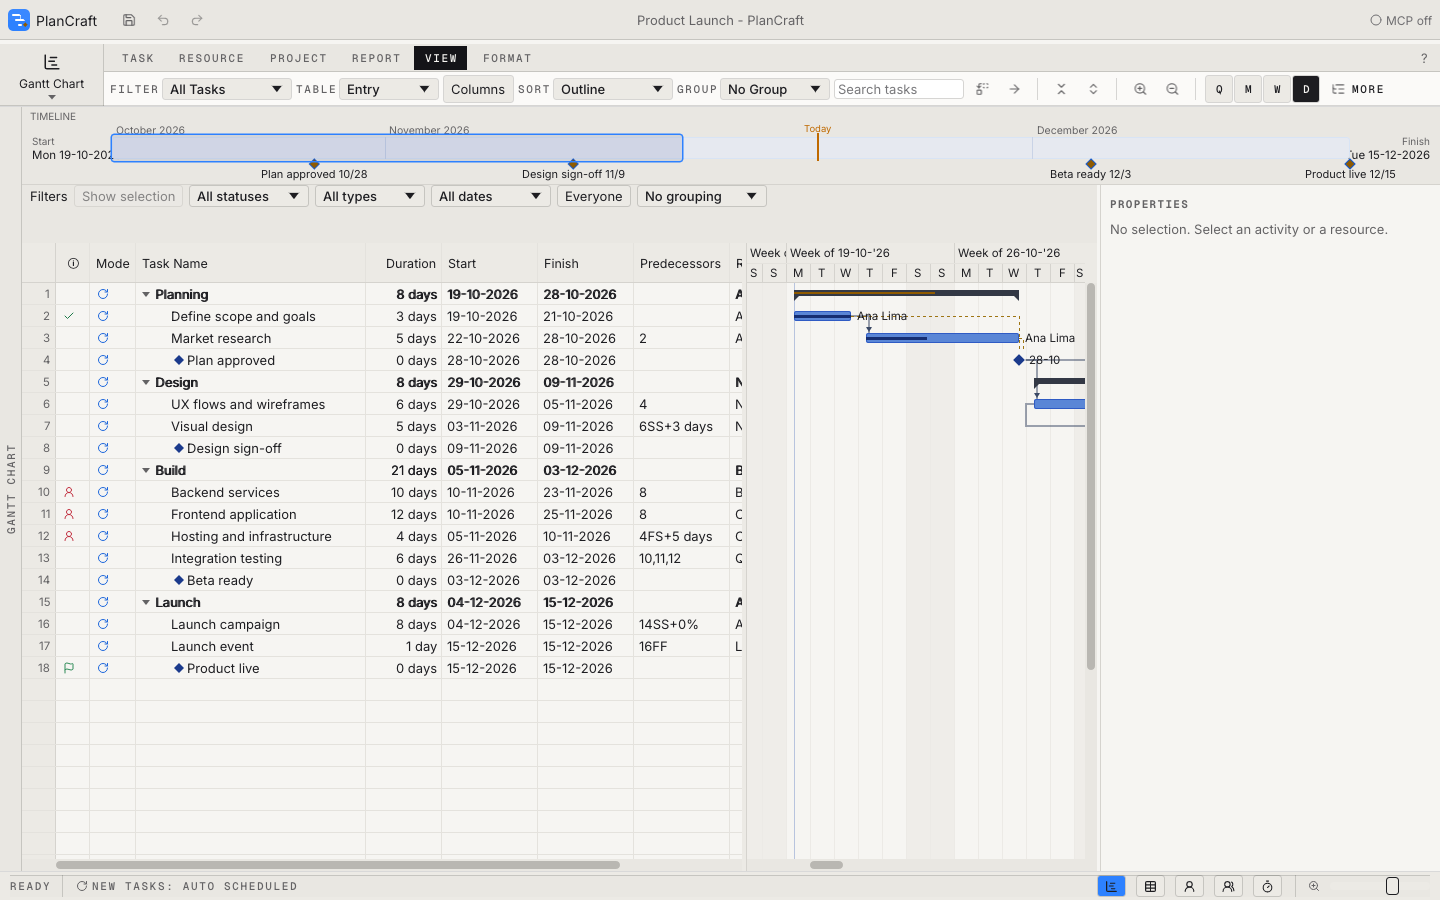 PlanCraft
Product Launch - PlanCraft
MCP off
Gantt Chart
TASK RESOURCE PROJECT REPORT VIEW FORMAT ?
FILTER All Tasks TABLE Entry Columns SORT Outline GROUP No Group Search tasks Q M W D MORE
GANTT CHART
TIMELINE
October 2026 November 2026 Today December 2026
Start Finish
Mon 19-10-202 ue 15-12-2026
Plan approved 10/28 Design sign-off 11/9 Beta ready 12/3 Product live 12/15
Filters Show selection All statuses All types All dates Everyone No grouping
PROPERTIES
No selection. Select an activity or a resource.
Mode Task Name Duration Start Finish Predecessors
Week Week of 19-10-'26 Week of 26-10-'26
S S M T W T F S S M T W T F S
1 Planning 8 days 19-10-2026 28-10-2026 A
2 Define scope and goals 3 days 19-10-2026 21-10-2026 A Ana Lima
3 Market research 5 days 22-10-2026 28-10-2026 2 A Ana Lima
4 Plan approved 0 days 28-10-2026 28-10-2026 28-10
5 Design 8 days 29-10-2026 09-11-2026 N
6 UX flows and wireframes 6 days 29-10-2026 05-11-2026 4 N
7 Visual design 5 days 03-11-2026 09-11-2026 6SS+3 days N
8 Design sign-off 0 days 09-11-2026 09-11-2026
9 Build 21 days 05-11-2026 03-12-2026 B
10 Backend services 10 days 10-11-2026 23-11-2026 8 B
11 Frontend application 12 days 10-11-2026 25-11-2026 8 C
12 Hosting and infrastructure 4 days 05-11-2026 10-11-2026 4FS+5 days C
13 Integration testing 6 days 26-11-2026 03-12-2026 10,11,12 Q
14 Beta ready 0 days 03-12-2026 03-12-2026
15 Launch 8 days 04-12-2026 15-12-2026 A
16 Launch campaign 8 days 04-12-2026 15-12-2026 14SS+0% A
17 Launch event 1 day 15-12-2026 15-12-2026 16FF L
18 Product live 0 days 15-12-2026 15-12-2026
READY NEW TASKS: AUTO SCHEDULED